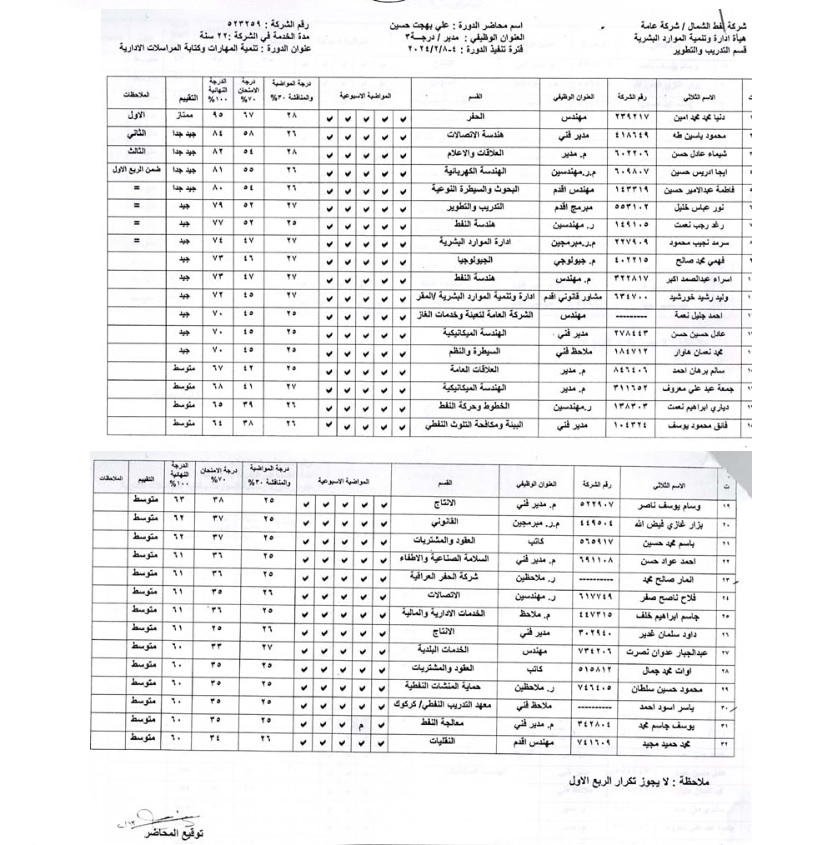 شركة نفط الشمال / شركة عامة
هيأة ادارة وتنمية الموارد البشرية
قسم التدريب والتطوير
اسم محاضر الدورة : علي بهجت حسين
العنوان الوظيفي : مدير / درجة٣
فترة تنفيذ الدورة : ٤-٢٠٢٤/٢/٨
رقم الشركة : ٥٢٣٢٥٩
مدة الخدمة في الشركة : ٢٢ سنة
عنوان الدورة : تنمية المهارات وكتابة المراسلات الادارية
ت الاسم الثلاثي رقم الشركة العنوان الوظيفي القسم المواضبة الاسبوعية درجة المواضبة والمناقشة ٣٠% درجة الامتحان ٧٠% الدرجة النهائية ١٠٠% التقييم الملاحظات
دنيا محمد محمد امين ٢٣٩٢١٧ مهندس الحفر ✓ ✓ ✓ ✓ ✓ ٢٨ ٦٧ ٩٥ ممتاز الاول
محمود ياسين طه ٤١٨٦٤٩ مدير فني هندسة الاتصالات ✓ ✓ ✓ ✓ ✓ ٢٦ ٥٨ ٨٤ جيد جدا الثاني
شيماء عادل حسن ٦٠٢٢٠٦ م. مدير العلاقات والاعلام ✓ ✓ ✓ ✓ ✓ ٢٨ ٥٤ ٨٢ جيد جدا الثالث
ايجا ادريس حسين ٦٠٩٨٠٧ م.ر.مهندسين الهندسة الكهربائية ✓ ✓ ✓ ✓ ✓ ٢٦ ٥٥ ٨١ جيد جدا ضمن الربع الاول
فاطمة عبدالامير حسين ١٤٣٣١٩ مهندس اقدم البحوث والسيطرة النوعية ✓ ✓ ✓ ✓ ✓ ٢٦ ٥٤ ٨٠ جيد جدا =
نور عباس خليل ٥٥٣١٠٢ مبرمج اقدم التدريب والتطوير ✓ ✓ ✓ ✓ ✓ ٢٧ ٥٢ ٧٩ جيد =
رغد رجب نعمت ١٤٩١٠٥ ر. مهندسين هندسة النفط ✓ ✓ ✓ ✓ ✓ ٢٥ ٥٢ ٧٧ جيد =
سرمد نجيب محمود ٢٢٧٩٠٩ م.ر.مبرمجين ادارة الموارد البشرية ✓ ✓ ✓ ✓ ✓ ٢٧ ٤٧ ٧٤ جيد =
فهمي محمد صالح ٤٠٢٢١٥ م. جيولوجي الجيولوجيا ✓ ✓ ✓ ✓ ✓ ٢٧ ٤٦ ٧٣ جيد
اسراء عبدالصمد اكبر ٣٢٢٨١٧ م. مهندس هندسة النفط ✓ ✓ ✓ ✓ ✓ ٢٧ ٤٧ ٧٣ جيد
وليد رشيد خورشيد ٦٣٤٧٠٠ مشاور قانوني اقدم ادارة وتنمية الموارد البشرية /المقر ✓ ✓ ✓ ✓ ✓ ٢٧ ٤٥ ٧٢ جيد
احمد جليل نعمة --------- مهندس الشركة العامة لتعبئة وخدمات الغاز ✓ ✓ ✓ ✓ ✓ ٢٥ ٤٥ ٧٠ جيد
عادل حسين حسن ٢٧٨٤٤٣ مدير فني الهندسة الميكانيكية ✓ ✓ ✓ ✓ ✓ ٢٥ ٤٥ ٧٠ جيد
محمد نعمان هاوار ١٨٤٧١٢ ملاحظ فني السيطرة والنظم ✓ ✓ ✓ ✓ ✓ ٢٥ ٤٥ ٧٠ جيد
سالم برهان احمد ٨٤٦٤٠٦ م. مدير العلاقات العامة ✓ ✓ ✓ ✓ ✓ ٢٥ ٤٢ ٦٧ متوسط
جمعة عبد علي معروف ٣١١٦٥٢ م. مدير الهندسة الميكانيكية ✓ ✓ ✓ ✓ ✓ ٢٧ ٤١ ٦٨ متوسط
دياري ابراهيم نعمت ١٣٨٣٠٣ ر.مهندسين الخطوط وحركة النفط ✓ ✓ ✓ ✓ ✓ ٢٦ ٣٩ ٦٥ متوسط
فائق محمود يوسف ١٠٤٣٢٤ مدير فني البيئة ومكافحة التلوث النفطي ✓ ✓ ✓ ✓ ✓ ٢٦ ٣٨ ٦٤ متوسط
ت الاسم الثلاثي رقم الشركة العنوان الوظيفي القسم المواضبة الاسبوعية درجة المواضبة والمناقشة ٣٠% درجة الامتحان ٧٠% الدرجة النهائية ١٠٠% التقييم الملاحظات
١٩ وسام يوسف ناصر ٥٢٢٩٠٧ م. مدير فني الانتاج ✓ ✓ ✓ ✓ ✓ ٢٥ ٣٨ ٦٣ متوسط
٢٠ بزار غازي فيض الله ٤٤٩٥٠٤ م.ر. مبرمجين القانوني ✓ ✓ ✓ ✓ ✓ ٢٥ ٣٧ ٦٢ متوسط
٢١ باسم محمد حسين ٥٦٥٩١٧ كاتب العقود والمشتريات ✓ ✓ ✓ ✓ ✓ ٢٥ ٣٧ ٦٢ متوسط
٢٢ احمد عواد حسن ٦٩١١٠٨ م. مدير فني السلامة الصناعية والاطفاء ✓ ✓ ✓ ✓ ✓ ٢٥ ٣٦ ٦١ متوسط
٢٣ انمار صالح محمد ---------- ر. ملاحظين شركة الحفر العراقية ✓ ✓ ✓ ✓ ✓ ٢٥ ٣٦ ٦١ متوسط
٢٤ فلاح ناصح صفر ٦١٧٧٤٩ ر. مهندسين الاتصالات ✓ ✓ ✓ ✓ ✓ ٢٦ ٣٥ ٦١ متوسط
٢٥ جاسم ابراهيم خلف ٤٤٧٣١٥ م. ملاحظ الخدمات الادارية والمالية ✓ ✓ ✓ ✓ ✓ ٢٥ ٣٦ ٦١ متوسط
٢٦ داود سلمان غدير ٣٠٢٩٤٠ مدير فني الانتاج ✓ ✓ ✓ ✓ ✓ ٢٦ ٢٥ ٦١ متوسط
٢٧ عبدالجبار عدوان نصرت ٧٣٤٢٠٦ مهندس الخدمات البلدية ✓ ✓ ✓ ✓ ✓ ٢٧ ٣٣ ٦٠ متوسط
٢٨ اوات محمد جمال ٥١٥٨١٢ كاتب العقود والمشتريات ✓ ✓ ✓ ✓ ✓ ٢٥ ٣٥ ٦٠ متوسط
٢٩ محمود حسين سلطان ٧٤٦٤٠٥ ر. ملاحظين حماية المنشات النفطية ✓ ✓ ✓ ✓ ✓ ٢٥ ٣٥ ٦٠ متوسط
٣٠ ياسر اسود احمد ---------- ملاحظ فني معهد التدريب النفطي/ كركوك ✓ ✓ ✓ ✓ ✓ ٢٥ ٣٥ ٦٠ متوسط
٣١ يوسف جاسم محمد ٣٤٢٨٠٤ م. مدير فني معالجة النفط ✓ م ✓ ✓ ✓ ٢٥ ٣٥ ٦٠ متوسط
٣٢ محمد حميد مجيد ٧٤١٦٠٩ مهندس اقدم النقليات ✓ ✓ ✓ ✓ ✓ ٢٦ ٣٤ ٦٠ متوسط
ملاحظة : لا يجوز تكرار الربع الاول
توقيع المحاضر